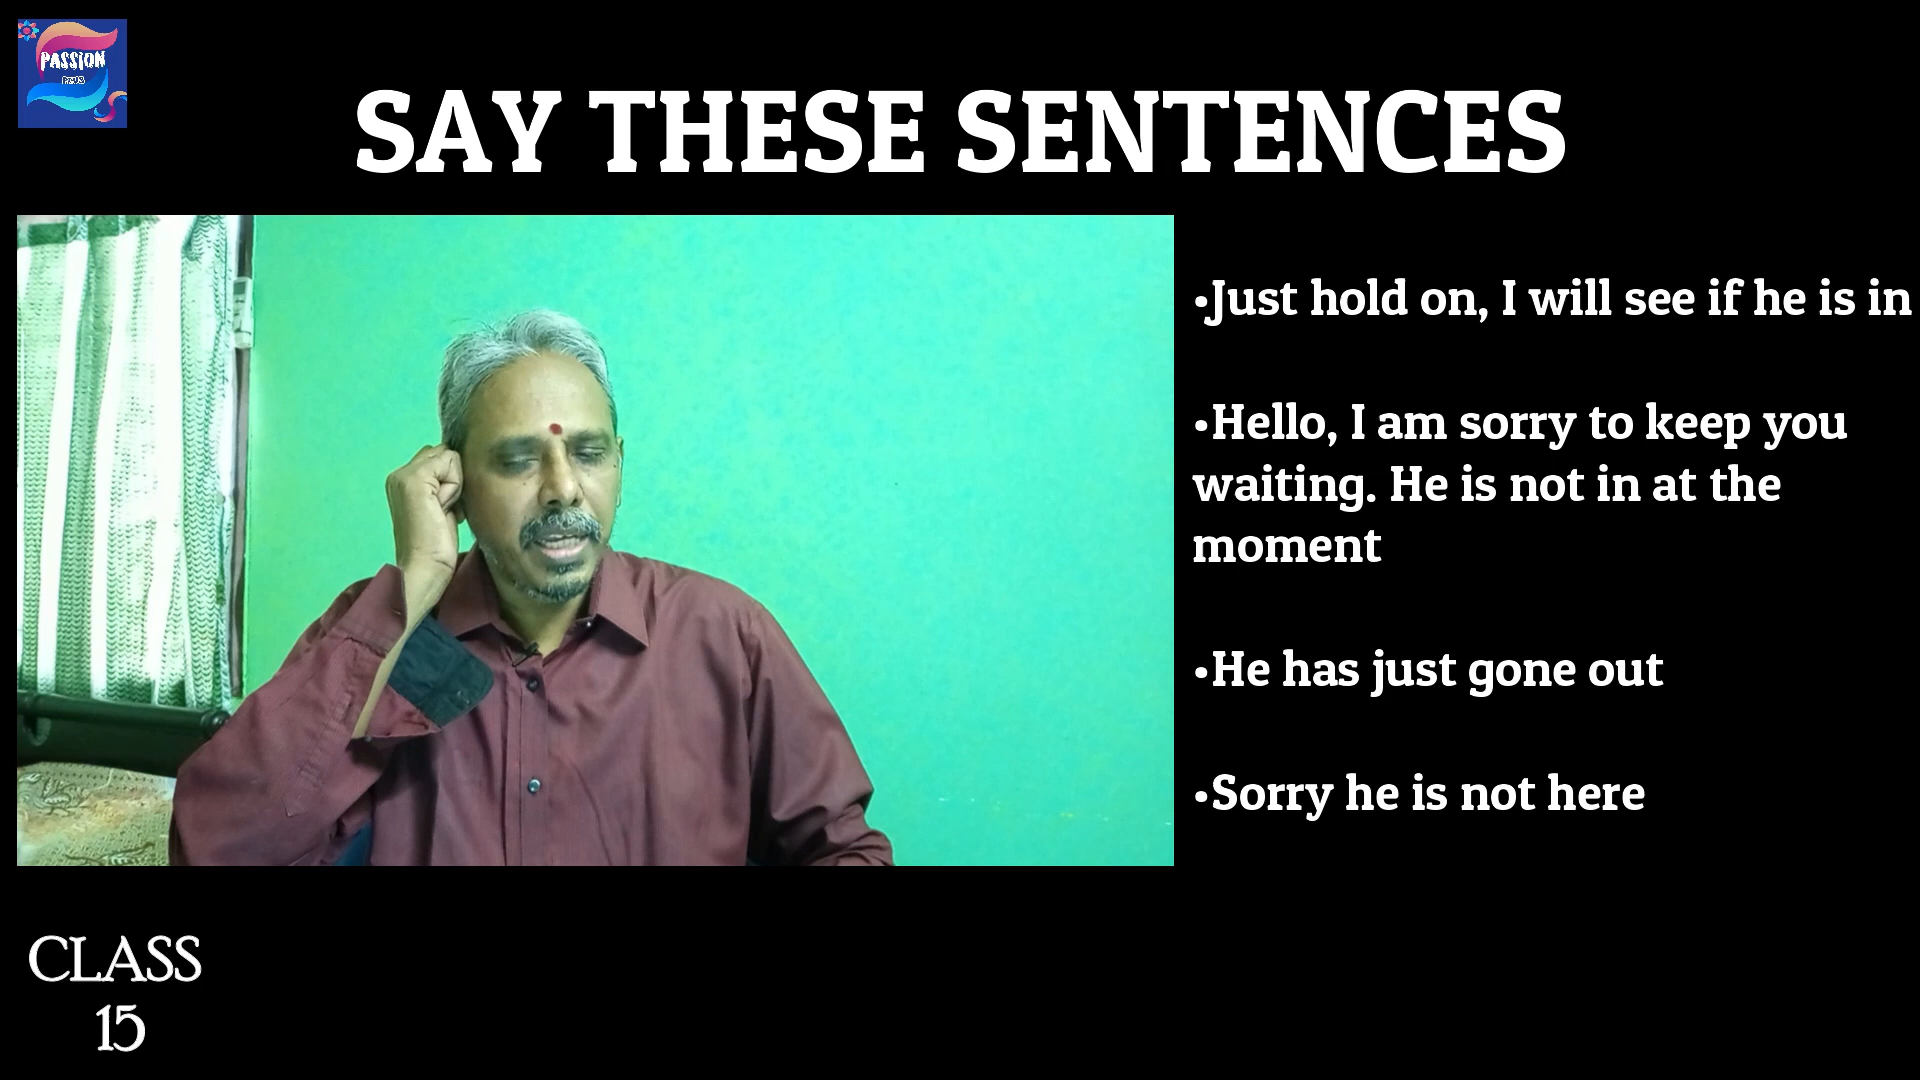 PASSION
SAY THESE SENTENCES
•Just hold on, I will see if he is in
•Hello, I am sorry to keep you
waiting. He is not in at the
moment
•He has just gone out
•Sorry he is not here
CLASS
15